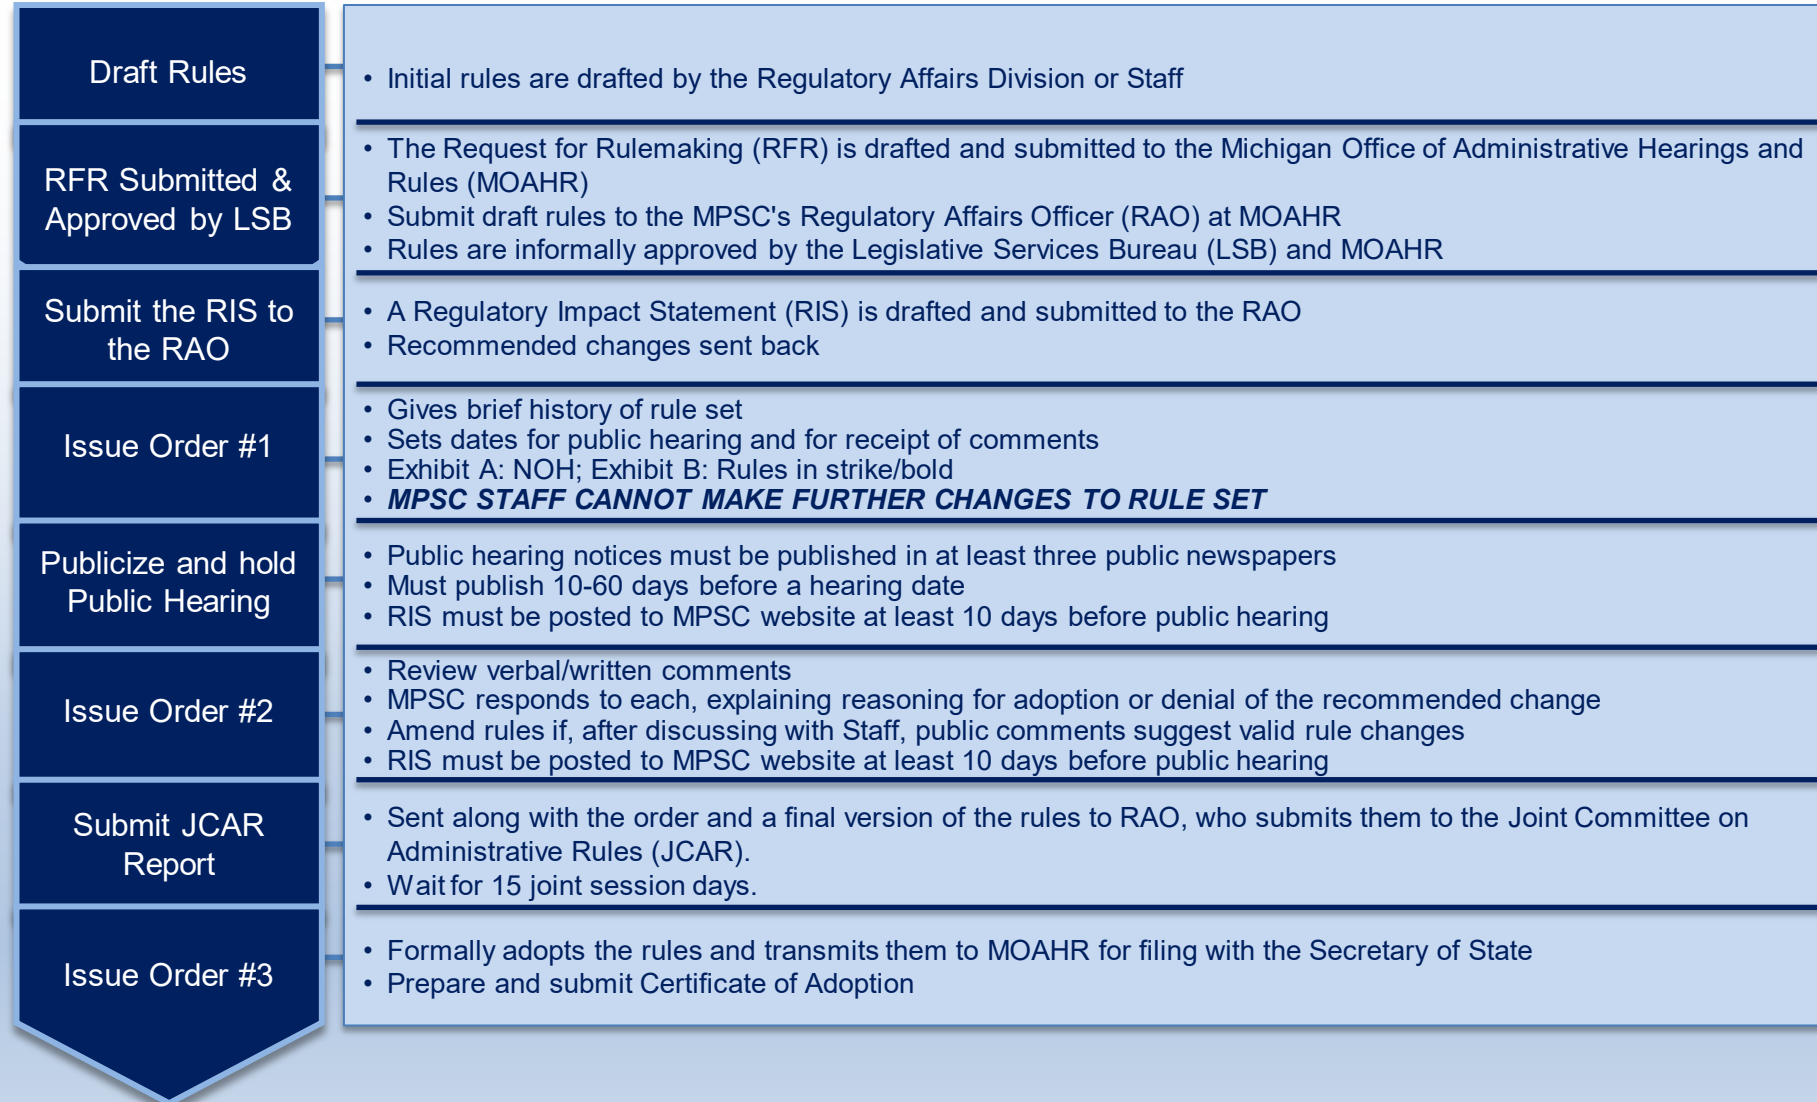 Draft Rules
• Initial rules are drafted by the Regulatory Affairs Division or Staff
RFR Submitted &
Approved by LSB
• The Request for Rulemaking (RFR) is drafted and submitted to the Michigan Office of Administrative Hearings and
Rules (MOAHR)
• Submit draft rules to the MPSC's Regulatory Affairs Officer (RAO) at MOAHR
• Rules are informally approved by the Legislative Services Bureau (LSB) and MOAHR
Submit the RIS to
the RAO
• A Regulatory Impact Statement (RIS) is drafted and submitted to the RAO
• Recommended changes sent back
Issue Order #1
• Gives brief history of rule set
• Sets dates for public hearing and for receipt of comments
• Exhibit A: NOH; Exhibit B: Rules in strike/bold
• MPSC STAFF CANNOT MAKE FURTHER CHANGES TO RULE SET
Publicize and hold
Public Hearing
• Public hearing notices must be published in at least three public newspapers
• Must publish 10-60 days before a hearing date
• RIS must be posted to MPSC website at least 10 days before public hearing
Issue Order #2
• Review verbal/written comments
• MPSC responds to each, explaining reasoning for adoption or denial of the recommended change
• Amend rules if, after discussing with Staff, public comments suggest valid rule changes
• RIS must be posted to MPSC website at least 10 days before public hearing
Submit JCAR
Report
• Sent along with the order and a final version of the rules to RAO, who submits them to the Joint Committee on
Administrative Rules (JCAR).
• Wait for 15 joint session days.
Issue Order #3
• Formally adopts the rules and transmits them to MOAHR for filing with the Secretary of State
• Prepare and submit Certificate of Adoption